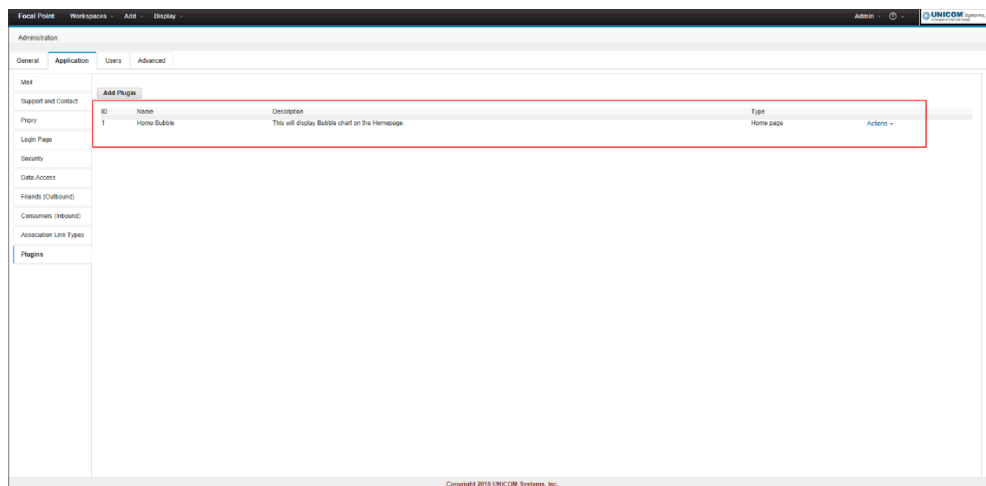 Focal Point Workspaces Add Display Admin UNICOM Systems,
Administration
General Application Users Advanced
Mail
Support and Contact
Proxy
Login Page
Security
Data Access
Friends (Outbound)
Consumers (Inbound)
Association Link Types
Plugins
Add Plugin
ID Name Description Type
1 Home Bubble This will display Bubble chart on the Homepage. Home page Actions
Copyright 2018 UNICOM Systems, Inc.